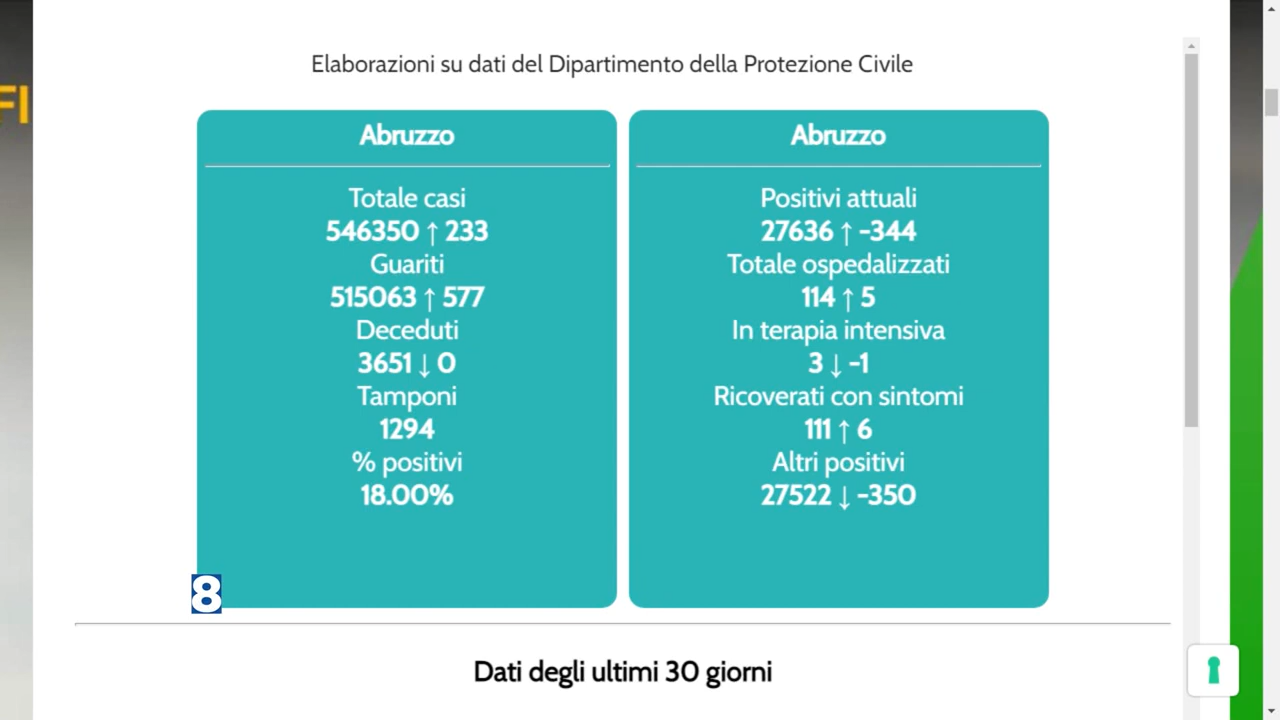 FI
Elaborazioni su dati del Dipartimento della Protezione Civile
Abruzzo
Totale casi
546350 ↑ 233
Guariti
515063 ↑ 577
Deceduti
3651 ↓ 0
Tamponi
1294
% positivi
18.00%
Abruzzo
Positivi attuali
27636 ↑ -344
Totale ospedalizzati
114 ↑ 5
In terapia intensiva
3 ↓ -1
Ricoverati con sintomi
111 ↑ 6
Altri positivi
27522 ↓ -350
8
Dati degli ultimi 30 giorni